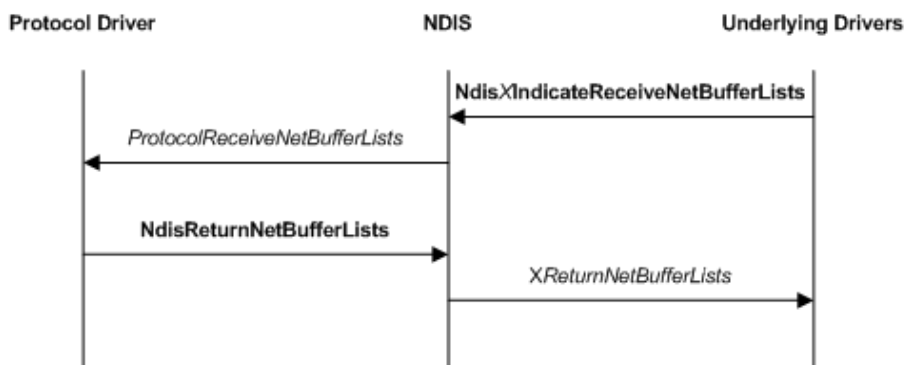 Protocol Driver NDIS Underlying Drivers
NdisXIndicateReceiveNetBufferLists
ProtocolReceiveNetBufferLists
NdisReturnNetBufferLists
XReturnNetBufferLists